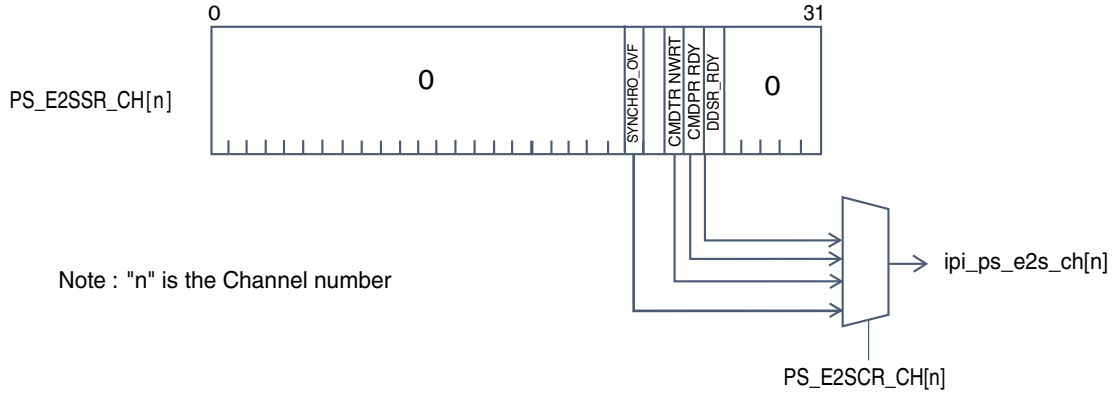 0 31
PS_E2SSR_CH[n]
0
SYNCHRO_OVF
CMDTR NWRT
CMDPR RDY
DDSR_RDY
0
Note : "n" is the Channel number
ipi_ps_e2s_ch[n]
PS_E2SCR_CH[n]